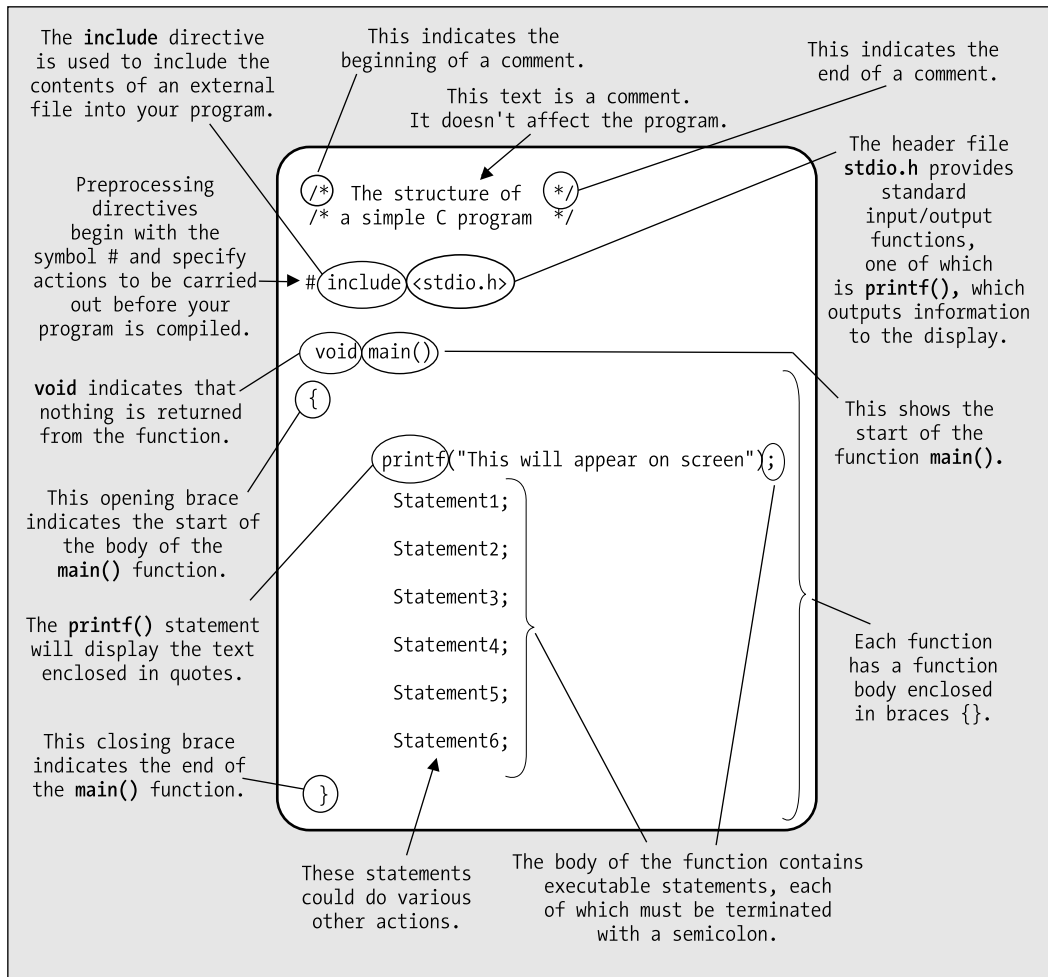 The include directive
is used to include the
contents of an external
file into your program.
This indicates the
beginning of a comment.
This text is a comment.
It doesn't affect the program.
This indicates the
end of a comment.
Preprocessing
directives
begin with the
symbol # and specify
actions to be carried
out before your
program is compiled.
void indicates that
nothing is returned
from the function.
This opening brace
indicates the start of
the body of the
main() function.
The printf() statement
will display the text
enclosed in quotes.
This closing brace
indicates the end of
the main() function.
/* The structure of */
/* a simple C program */
# include <stdio.h>
void main()
{
printf("This will appear on screen");
Statement1;
Statement2;
Statement3;
Statement4;
Statement5;
Statement6;
}
The header file
stdio.h provides
standard
input/output
functions,
one of which
is printf(), which
outputs information
to the display.
This shows the
start of the
function main().
Each function
has a function
body enclosed
in braces {}.
These statements
could do various
other actions.
The body of the function contains
executable statements, each
of which must be terminated
with a semicolon.